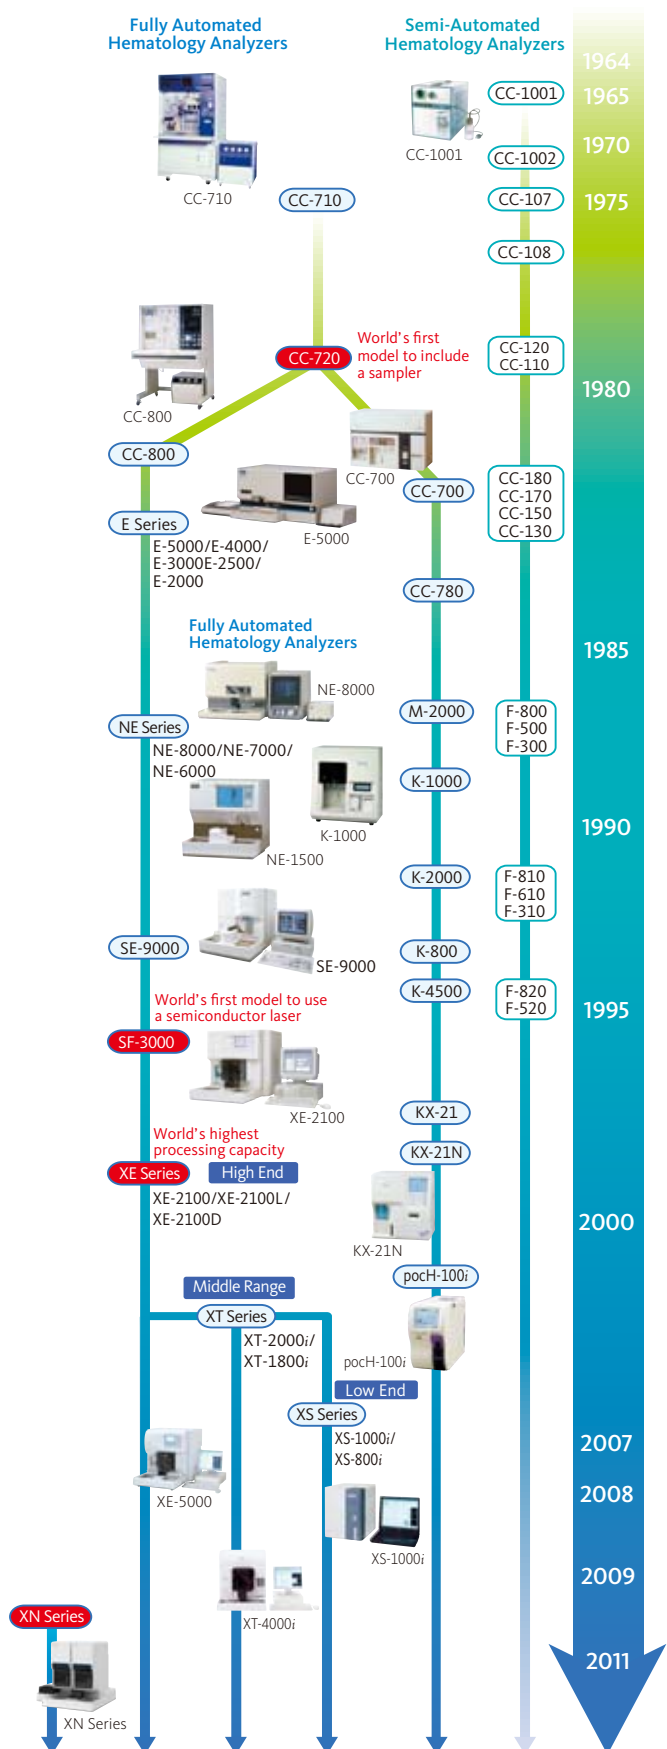 Fully Automated
Hematology Analyzers
Semi-Automated
Hematology Analyzers
1964
CC-1001
1965
1970
CC-1001
CC-1002
CC-710
CC-710
CC-107
1975
CC-108
World's first
model to include
a sampler
CC-720
CC-120
CC-110
1980
CC-800
CC-800
CC-700
CC-700
CC-180
CC-170
CC-150
CC-130
E Series
E-5000
E-5000/E-4000/
E-3000E-2500/
E-2000
CC-780
Fully Automated
Hematology Analyzers
1985
NE-8000
M-2000
F-800
F-500
F-300
NE Series
NE-8000/NE-7000/
NE-6000
K-1000
K-1000
1990
NE-1500
K-2000
F-810
F-610
F-310
SE-9000
SE-9000
K-800
K-4500
F-820
F-520
1995
World's first model to use
a semiconductor laser
SF-3000
XE-2100
KX-21
World's highest
processing capacity
KX-21N
XE Series
High End
XE-2100/XE-2100L/
XE-2100D
2000
KX-21N
pocH-100i
Middle Range
XT Series
XT-2000i/
XT-1800i
pocH-100i
Low End
XS Series
XS-1000i/
XS-800i
2007
XE-5000
2008
XS-1000i
2009
XT-4000i
XN Series
2011
XN Series